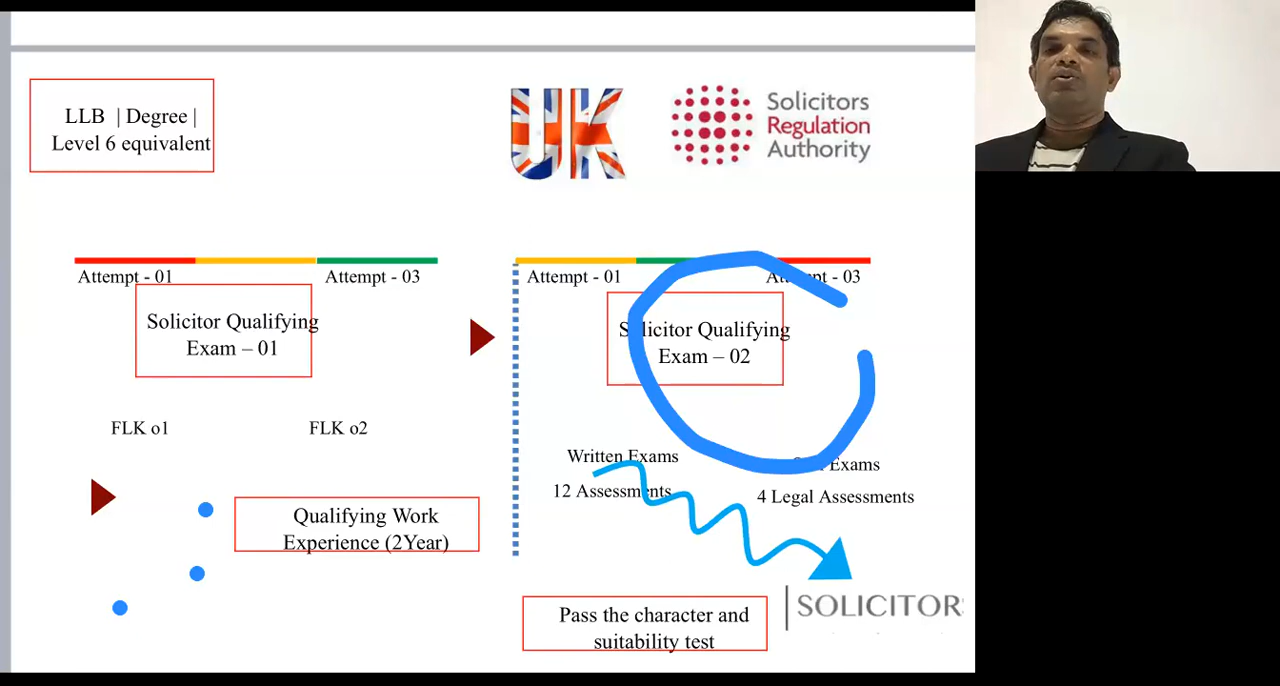 LLB | Degree |
Level 6 equivalent
UK
Solicitors
Regulation
Authority
Attempt - 01
Attempt - 03
Solicitor Qualifying
Exam – 01
FLK o1
FLK o2
Qualifying Work
Experience (2Year)
Attempt - 01
Attempt - 03
Solicitor Qualifying
Exam – 02
Written Exams
12 Assessments
Exams
4 Legal Assessments
Pass the character and
suitability test
SOLICITOR